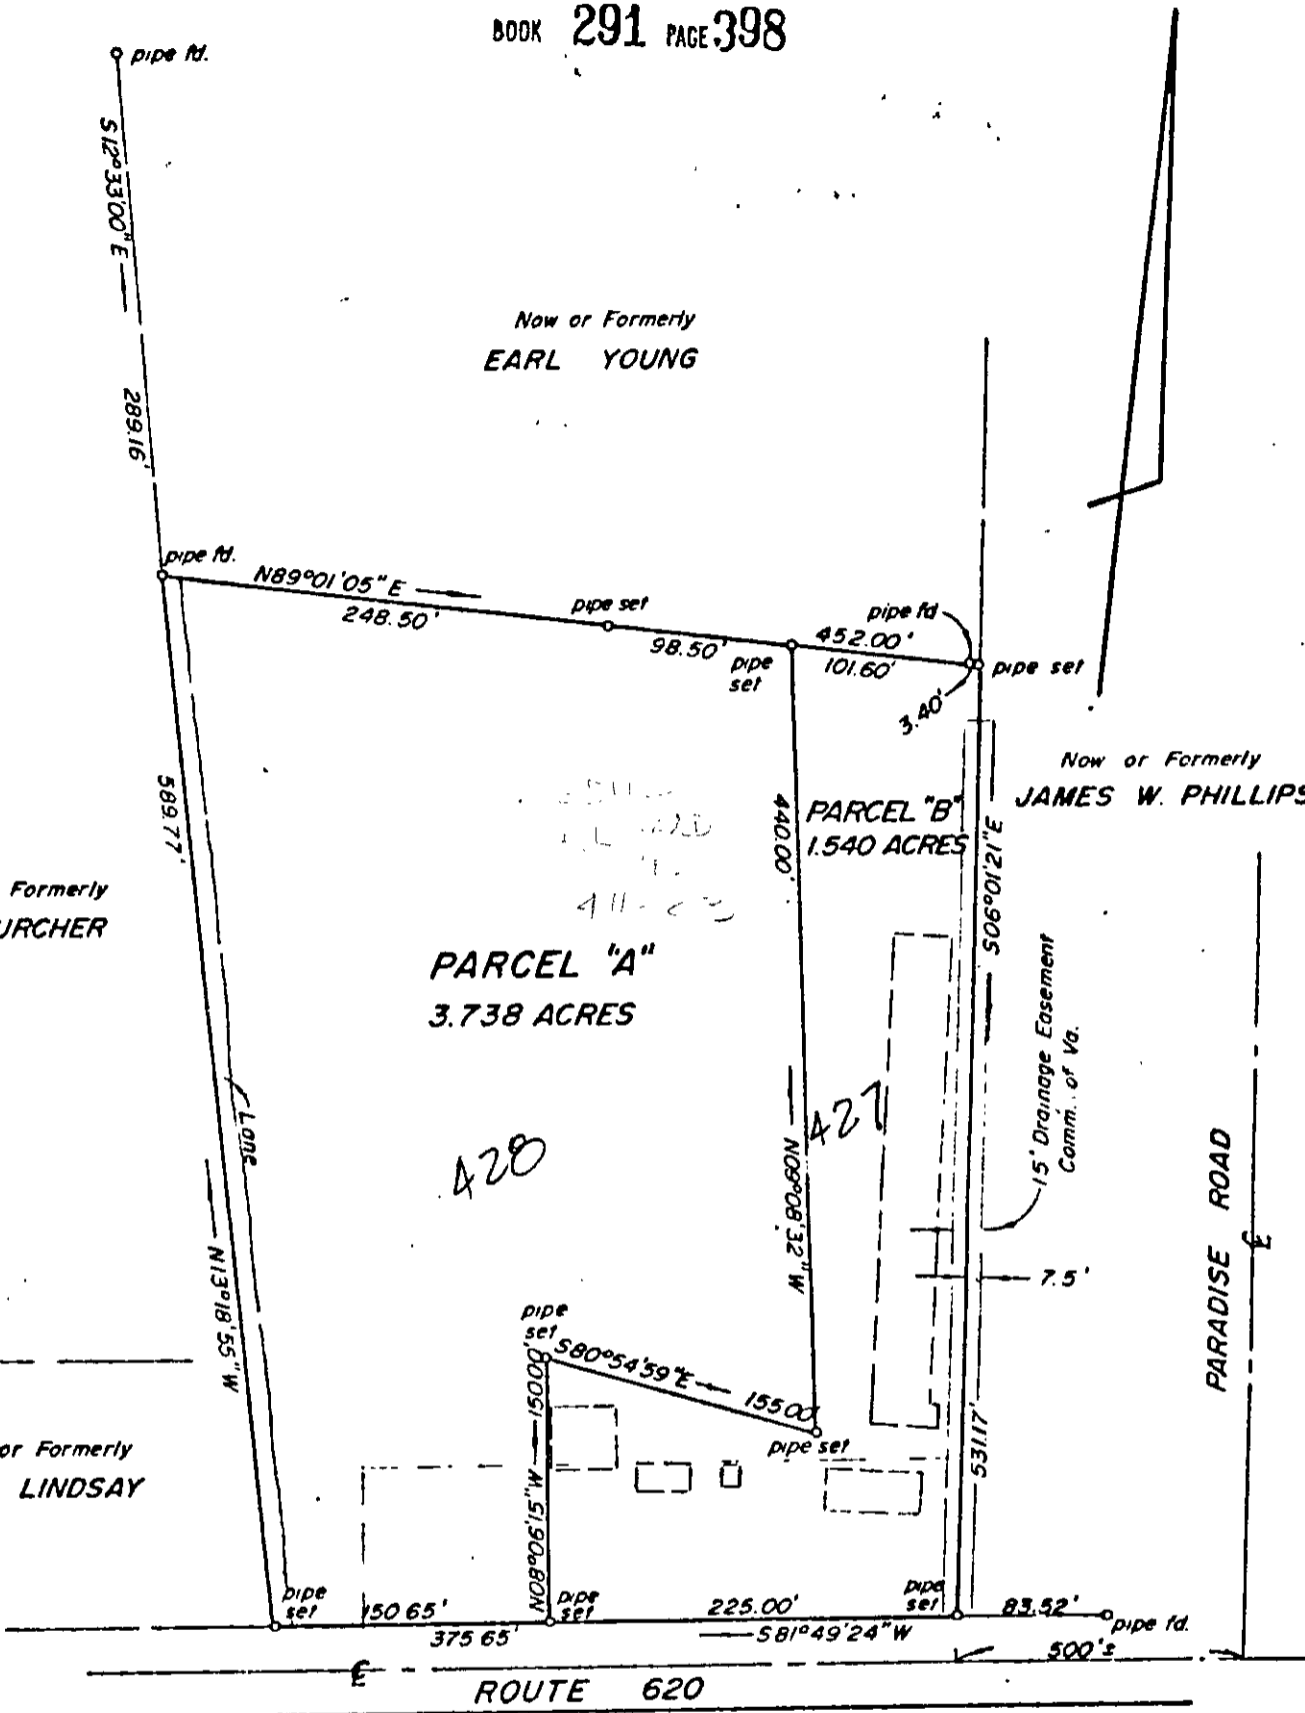 BOOK 291 PAGE 398
pipe fd.
S12°33'00"E
289.16'
Now or Formerly
EARL YOUNG
pipe fd.
N89°01'05"E
248.50'
pipe set
98.50'
pipe
set
452.00'
101.60'
pipe fd
pipe set
3.40'
Now or Formerly
JAMES W. PHILLIPS
589.77'
440.00'
PARCEL "B"
1.540 ACRES
S06°01'21"E
Formerly
URCHER
PARCEL "A"
3.738 ACRES
15' Drainage Easement
Comm. of Va.
Lane
428
427
N09°08'32"W
PARADISE ROAD
N13°18'55"W
7.5'
pipe
set
S80°54'59"E
155.00'
pipe set
150.00'
N08°06'15"W
531.17'
or Formerly
LINDSAY
pipe
set
150.65'
375.65'
pipe
set
225.00'
S81°49'24"W
pipe
set
83.52'
pipe fd.
500'±
ROUTE 620